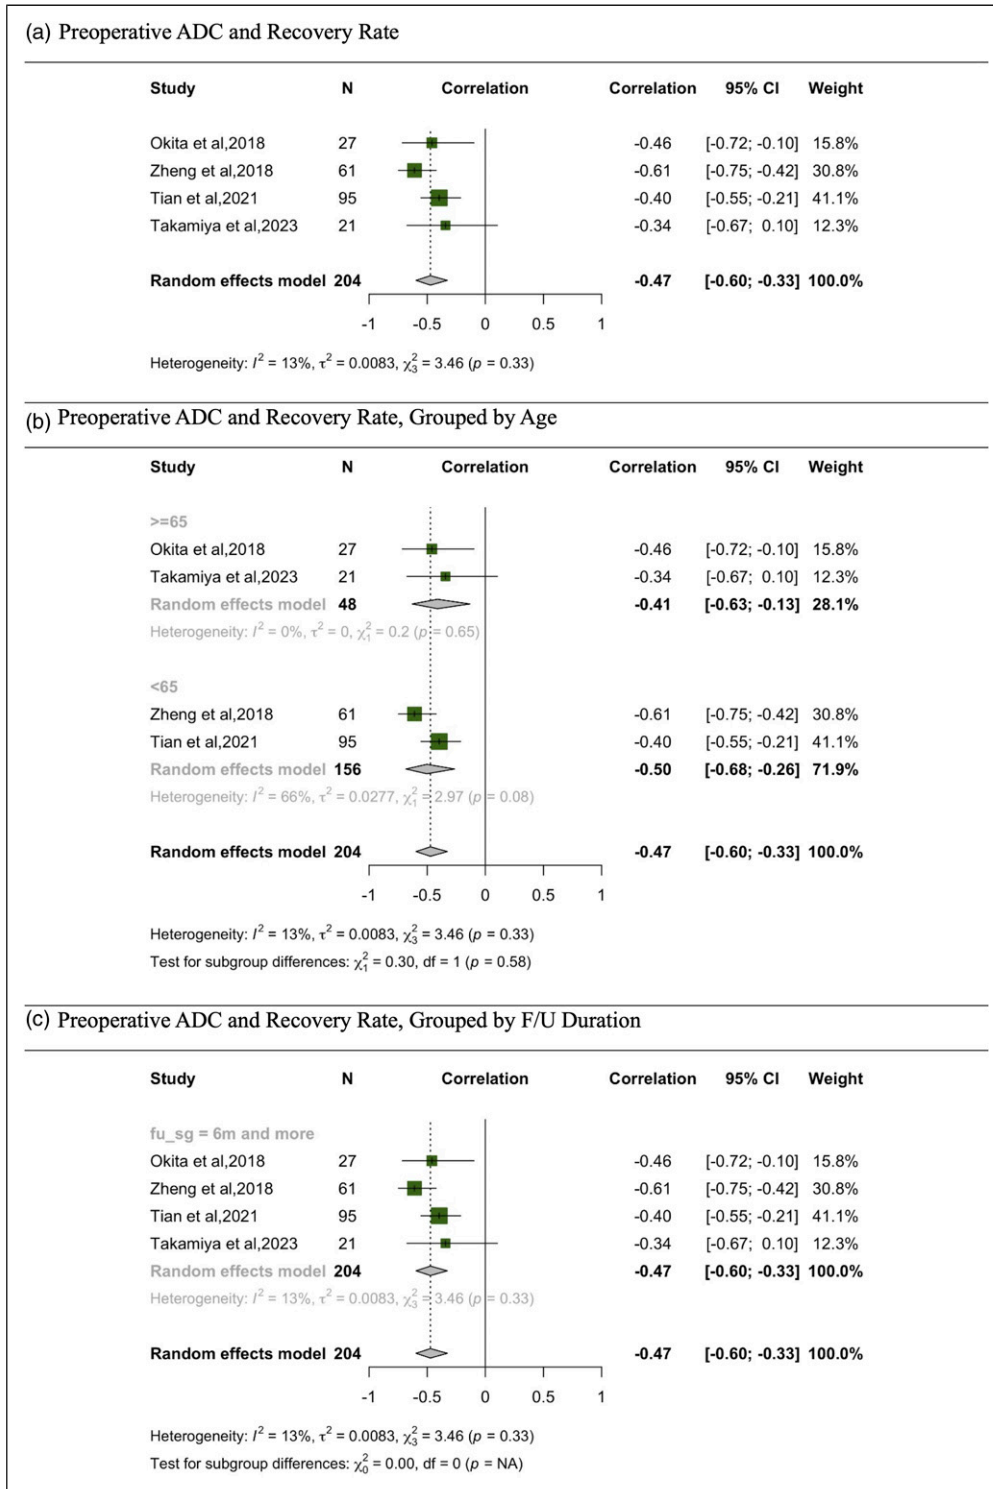 (a) Preoperative ADC and Recovery Rate
Study N Correlation Correlation 95% CI Weight
Okita et al,2018 27 -0.46 [-0.72; -0.10] 15.8%
Zheng et al,2018 61 -0.61 [-0.75; -0.42] 30.8%
Tian et al,2021 95 -0.40 [-0.55; -0.21] 41.1%
Takamiya et al,2023 21 -0.34 [-0.67; 0.10] 12.3%
Random effects model 204 -0.47 [-0.60; -0.33] 100.0%
-1 -0.5 0 0.5 1
Heterogeneity: I² = 13%, τ² = 0.0083, χ²₃ = 3.46 (p = 0.33)
(b) Preoperative ADC and Recovery Rate, Grouped by Age
Study N Correlation Correlation 95% CI Weight
>=65
Okita et al,2018 27 -0.46 [-0.72; -0.10] 15.8%
Takamiya et al,2023 21 -0.34 [-0.67; 0.10] 12.3%
Random effects model 48 -0.41 [-0.63; -0.13] 28.1%
Heterogeneity: I² = 0%, τ² = 0, χ²₁ = 0.2 (p = 0.65)
<65
Zheng et al,2018 61 -0.61 [-0.75; -0.42] 30.8%
Tian et al,2021 95 -0.40 [-0.55; -0.21] 41.1%
Random effects model 156 -0.50 [-0.68; -0.26] 71.9%
Heterogeneity: I² = 66%, τ² = 0.0277, χ²₁ = 2.97 (p = 0.08)
Random effects model 204 -0.47 [-0.60; -0.33] 100.0%
-1 -0.5 0 0.5 1
Heterogeneity: I² = 13%, τ² = 0.0083, χ²₃ = 3.46 (p = 0.33)
Test for subgroup differences: χ²₁ = 0.30, df = 1 (p = 0.58)
(c) Preoperative ADC and Recovery Rate, Grouped by F/U Duration
Study N Correlation Correlation 95% CI Weight
fu_sg = 6m and more
Okita et al,2018 27 -0.46 [-0.72; -0.10] 15.8%
Zheng et al,2018 61 -0.61 [-0.75; -0.42] 30.8%
Tian et al,2021 95 -0.40 [-0.55; -0.21] 41.1%
Takamiya et al,2023 21 -0.34 [-0.67; 0.10] 12.3%
Random effects model 204 -0.47 [-0.60; -0.33] 100.0%
Heterogeneity: I² = 13%, τ² = 0.0083, χ²₃ = 3.46 (p = 0.33)
Random effects model 204 -0.47 [-0.60; -0.33] 100.0%
-1 -0.5 0 0.5 1
Heterogeneity: I² = 13%, τ² = 0.0083, χ²₃ = 3.46 (p = 0.33)
Test for subgroup differences: χ²₀ = 0.00, df = 0 (p = NA)